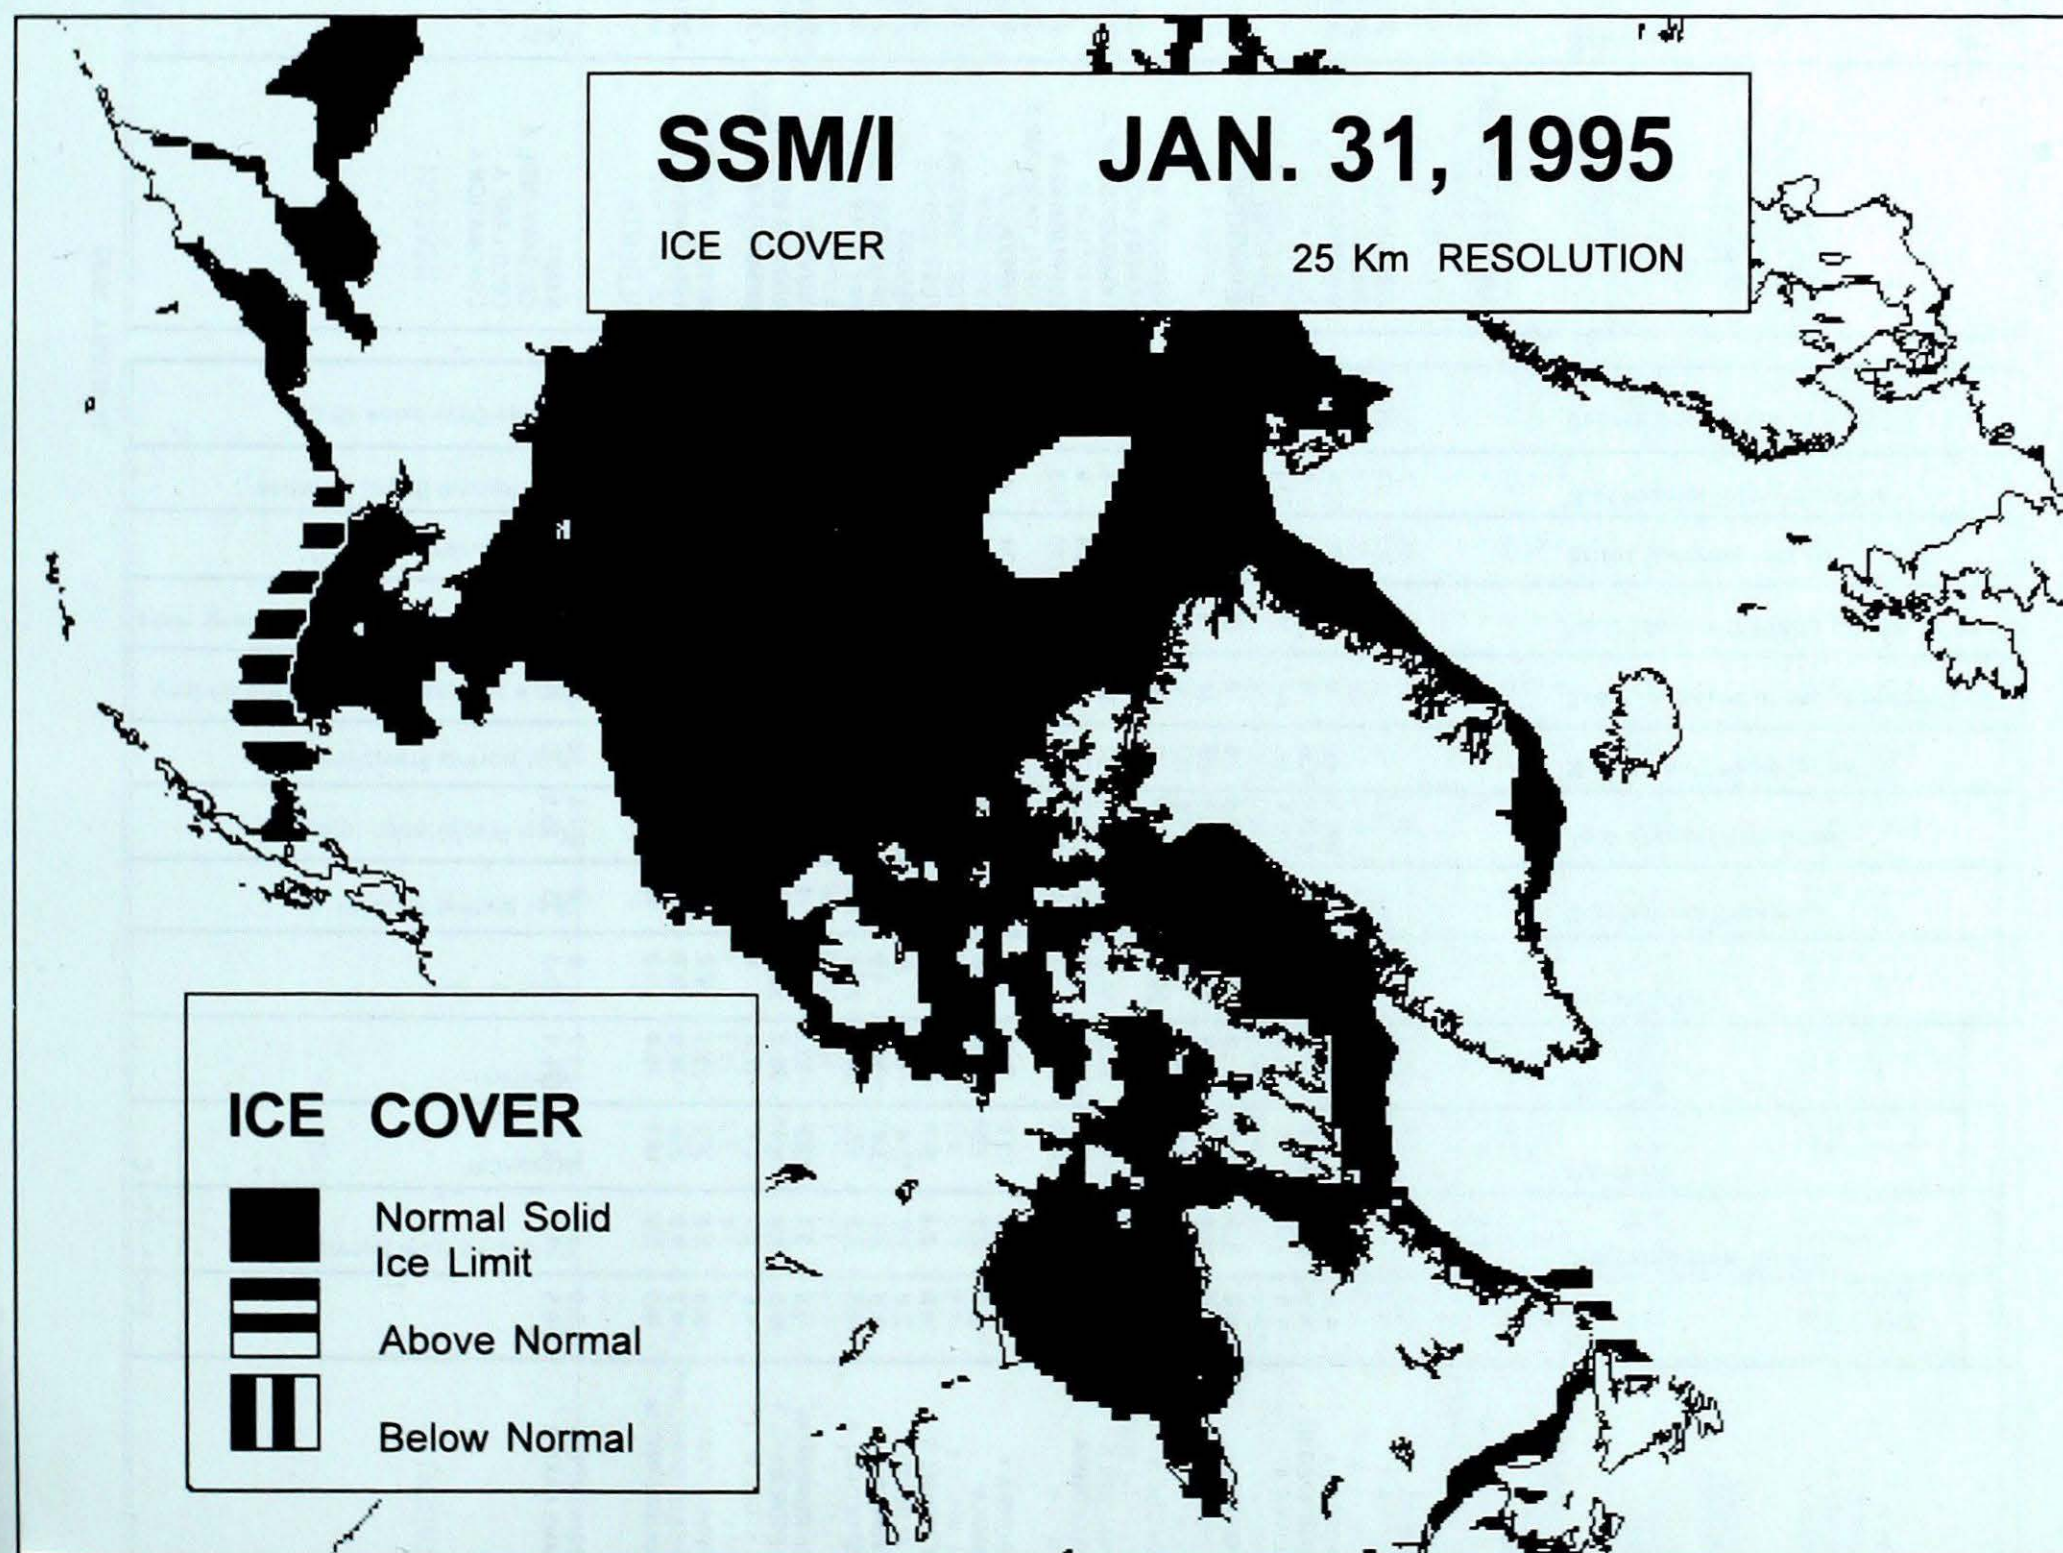 SSM/I JAN. 31, 1995
ICE COVER 25 Km RESOLUTION
ICE COVER
Normal Solid
Ice Limit
Above Normal
Below Normal